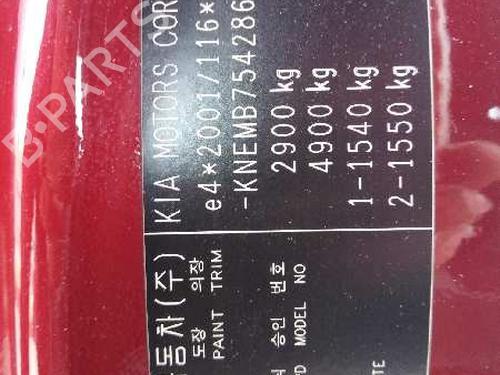 동차(주) KIA MOTORS COR
e4*2001/116*
-KNEMB754286
2900 kg
4900 kg
1-1540 kg
2-1550 kg
도장 의장
PAINT TRIM
승인 번호
MODEL NO
B-PARTS